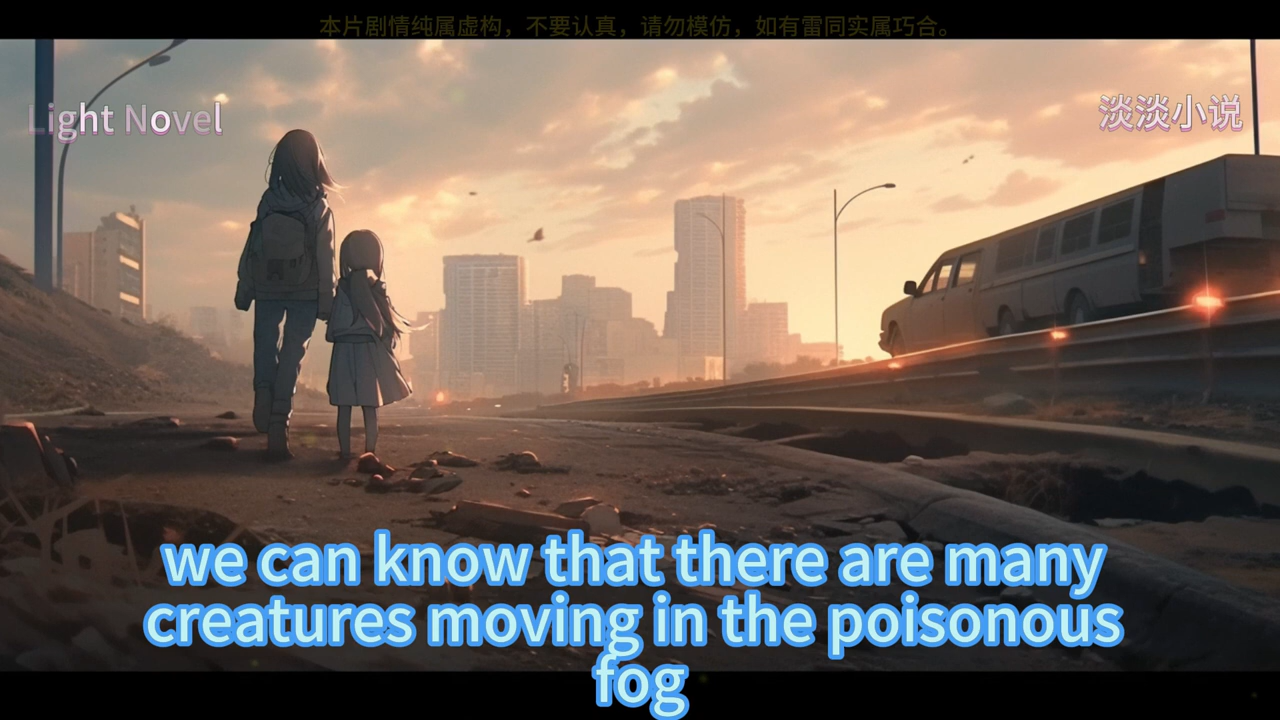 本片剧情纯属虚构，不要认真，请勿模仿，如有雷同实属巧合。
Light Novel
淡淡小说
we can know that there are many
creatures moving in the poisonous
fog